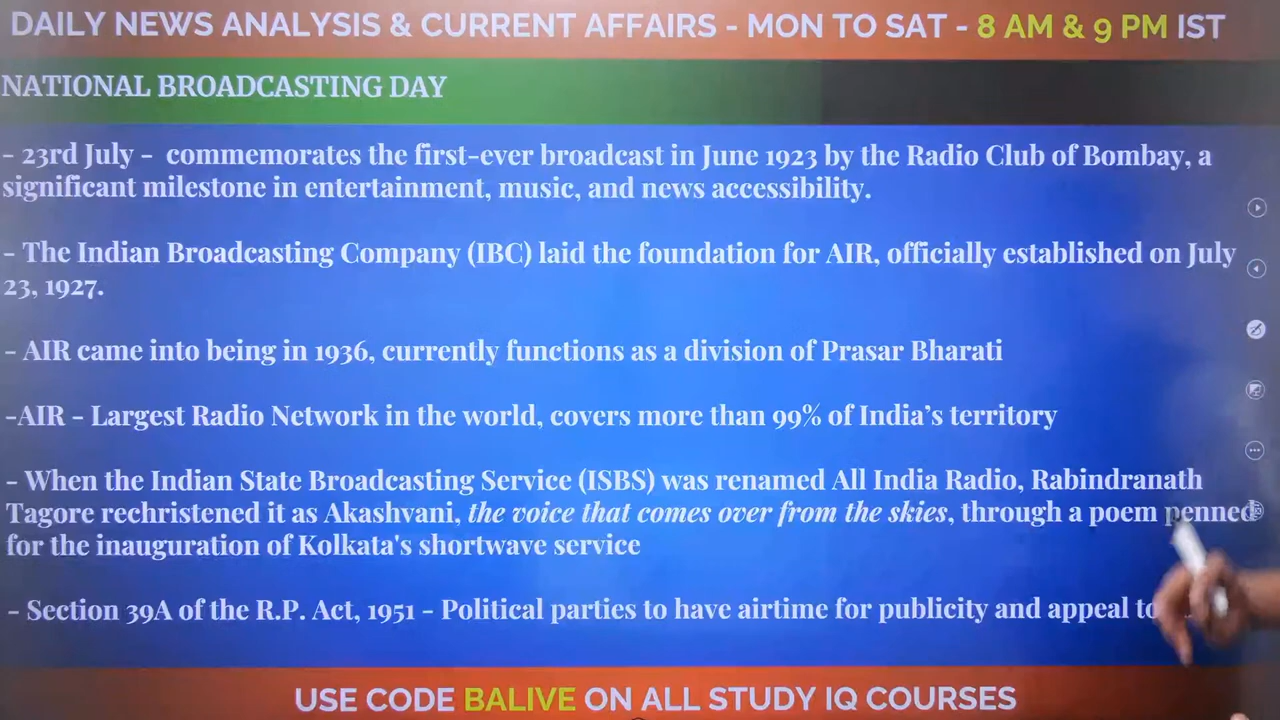 DAILY NEWS ANALYSIS & CURRENT AFFAIRS - MON TO SAT - 8 AM & 9 PM IST
NATIONAL BROADCASTING DAY
- 23rd July - commemorates the first-ever broadcast in June 1923 by the Radio Club of Bombay, a
significant milestone in entertainment, music, and news accessibility.
- The Indian Broadcasting Company (IBC) laid the foundation for AIR, officially established on July
23, 1927.
- AIR came into being in 1936, currently functions as a division of Prasar Bharati
-AIR - Largest Radio Network in the world, covers more than 99% of India's territory
- When the Indian State Broadcasting Service (ISBS) was renamed All India Radio, Rabindranath
Tagore rechristened it as Akashvani, the voice that comes over from the skies, through a poem penned
for the inauguration of Kolkata's shortwave service
- Section 39A of the R.P. Act, 1951 - Political parties to have airtime for publicity and appeal to
USE CODE BALIVE ON ALL STUDY IQ COURSES